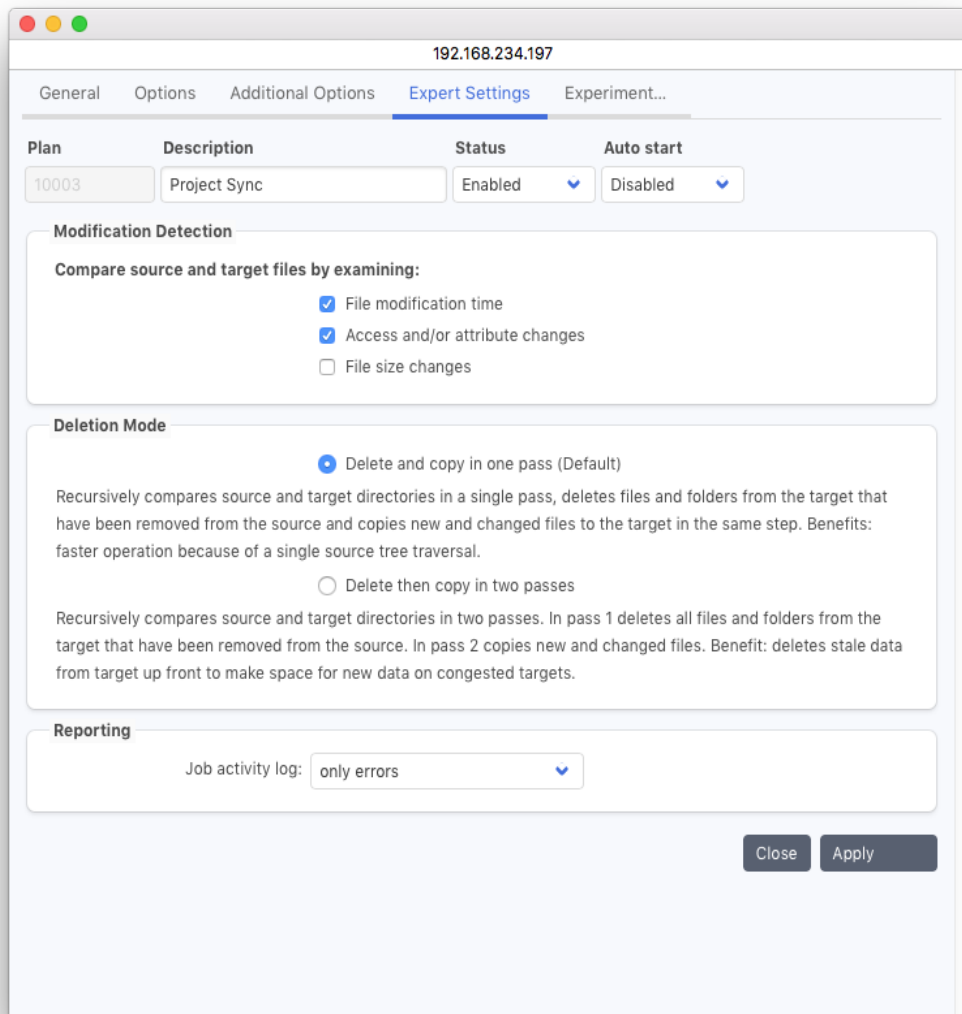 192.168.234.197
General Options Additional Options Expert Settings Experiment...
Plan Description Status Auto start
10003 Project Sync Enabled Disabled
Modification Detection
Compare source and target files by examining:
File modification time
Access and/or attribute changes
File size changes
Deletion Mode
Delete and copy in one pass (Default)
Recursively compares source and target directories in a single pass, deletes files and folders from the target that
have been removed from the source and copies new and changed files to the target in the same step. Benefits:
faster operation because of a single source tree traversal.
Delete then copy in two passes
Recursively compares source and target directories in two passes. In pass 1 deletes all files and folders from the
target that have been removed from the source. In pass 2 copies new and changed files. Benefit: deletes stale data
from target up front to make space for new data on congested targets.
Reporting
Job activity log: only errors
Close Apply